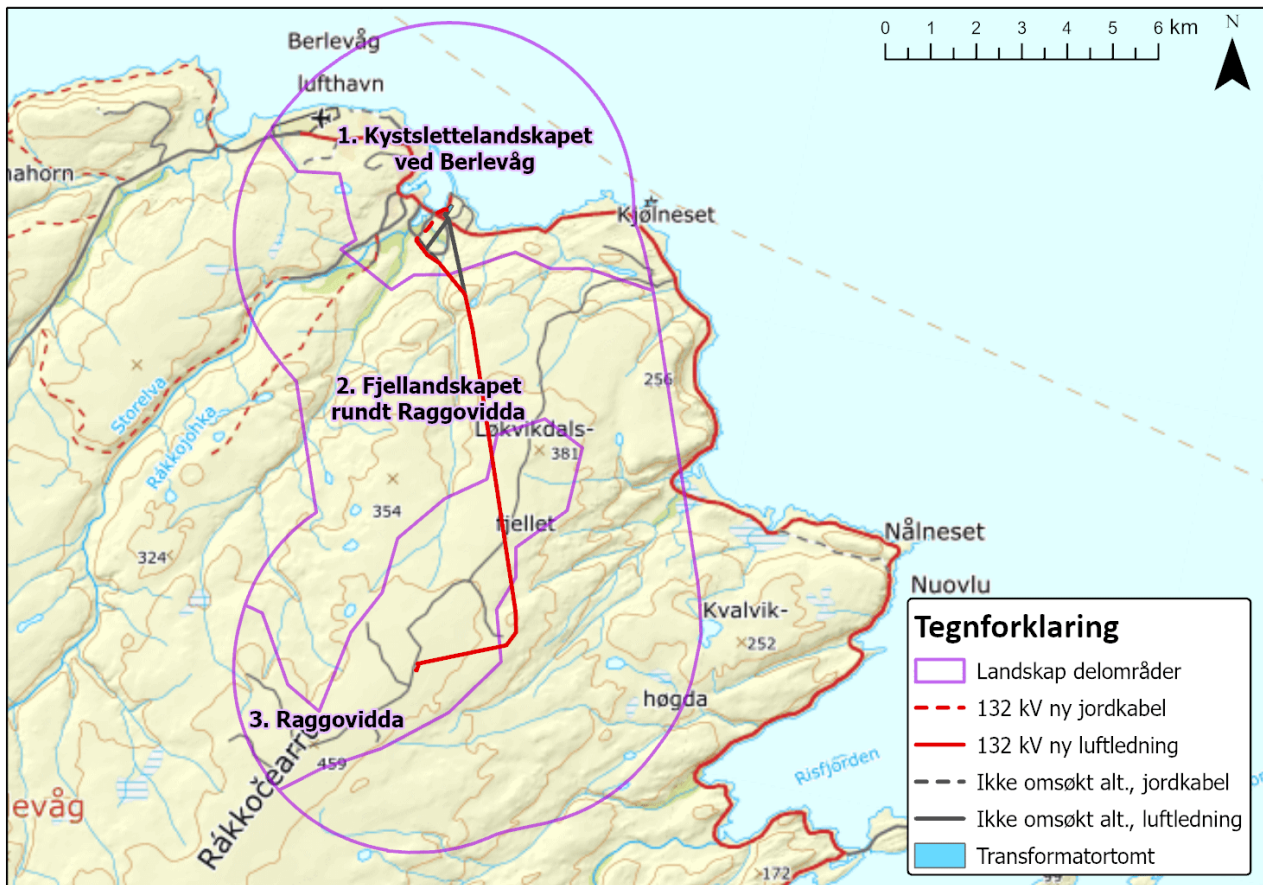 Berlevåg
lufthavn
0 1 2 3 4 5 6 km
N
1. Kystslettelandskapet
ved Berlevåg
nahorn
Kjølneset
Storelva
Rákkojohka
2. Fjellandskapet
rundt Raggovidda
256
Løkvikdals-
381
354
fjellet
324
Nålneset
Nuovlu
Kvalvik-
252
høgda
3. Raggovidda
459
Rákkočearru
levåg
Risfjorden
172
99
Tegnforklaring
Landskap delområder
132 kV ny jordkabel
132 kV ny luftledning
Ikke omsøkt alt., jordkabel
Ikke omsøkt alt., luftledning
Transformatortomt